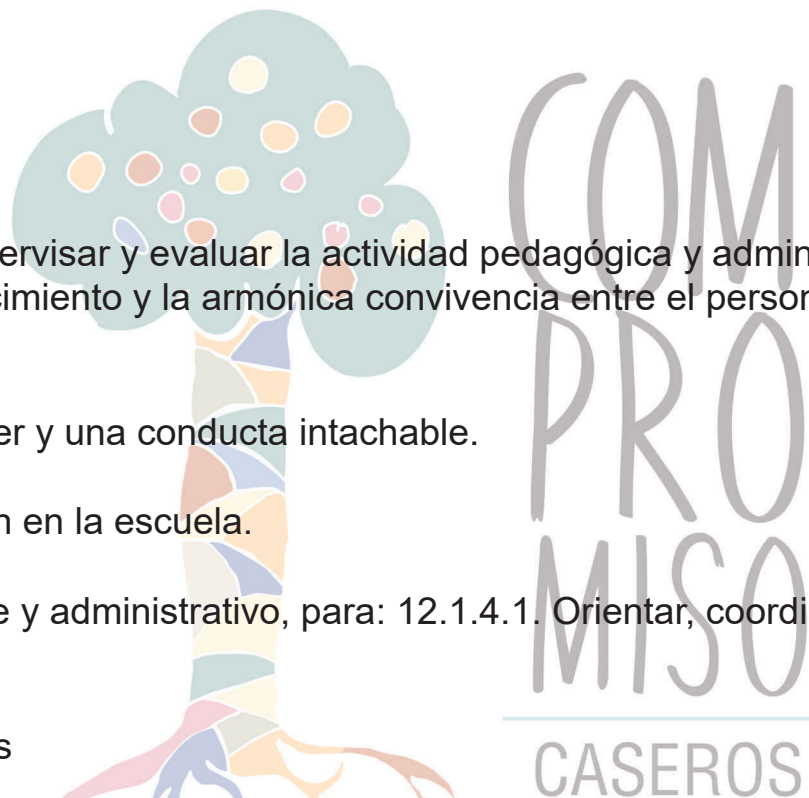 COM
ervisar y evaluar la actividad pedagógica y admin
cimiento y la armónica convivencia entre el person
PRO
er y una conducta intachable.
n en la escuela.
e y administrativo, para: 12.1.4.1. Orientar, coordi
MISO
s
CASEROS